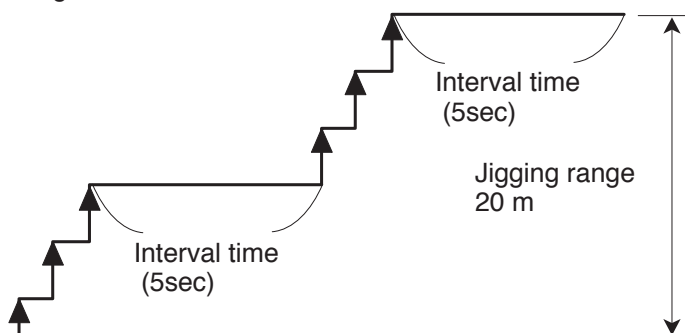 Interval time
(5sec)
Jigging range
20 m
Interval time
(5sec)